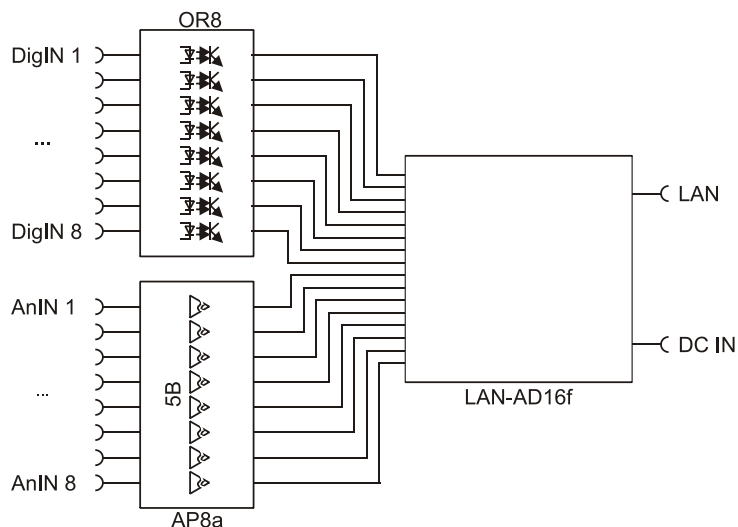 OR8
DigIN 1
...
DigIN 8
LAN
DC IN
LAN-AD16f
AnIN 1
...
AnIN 8
5B
AP8a